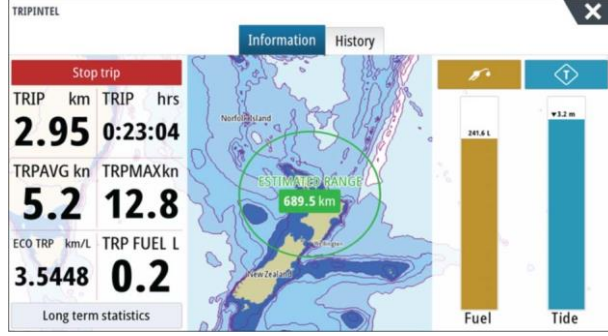 TRIPINTEL
X
Information History
Stop trip
TRIP km TRIP hrs
2.95 0:23:04
TRPAVG kn TRPMAXkn
5.2 12.8
ECO TRP km/L TRP FUEL L
3.5448 0.2
Long term statistics
Norfolk Island
ESTIMATED RANGE
689.5 km
New Zealand
T
241.6 L
▼3.2 m
Fuel Tide